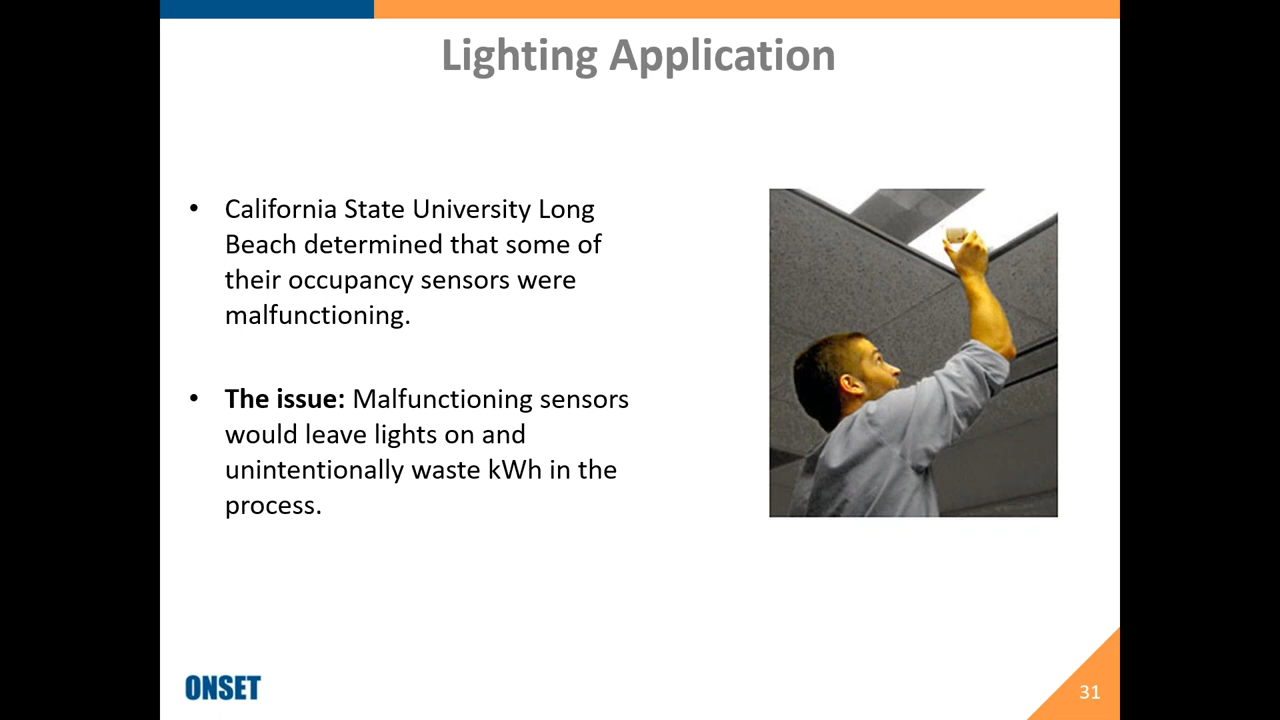 Lighting Application
• California State University Long
Beach determined that some of
their occupancy sensors were
malfunctioning.
• The issue: Malfunctioning sensors
would leave lights on and
unintentionally waste kWh in the
process.
ONSET
31